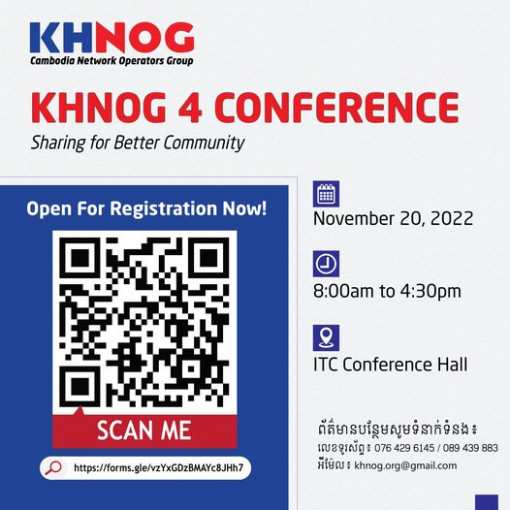 KHNOG
Cambodia Network Operators Group
KHNOG 4 CONFERENCE
Sharing for Better Community
Open For Registration Now!
SCAN ME
https://forms.gle/vzYxGDzBMAYc8JHh7
November 20, 2022
8:00am to 4:30pm
ITC Conference Hall
ព័ត៌មានបន្ថែមសូមទំនាក់ទំនង៖
លេខទូរស័ព្ទ៖ 076 429 6145 / 089 439 883
អ៊ីម៉ែល៖ khnog.org@gmail.com